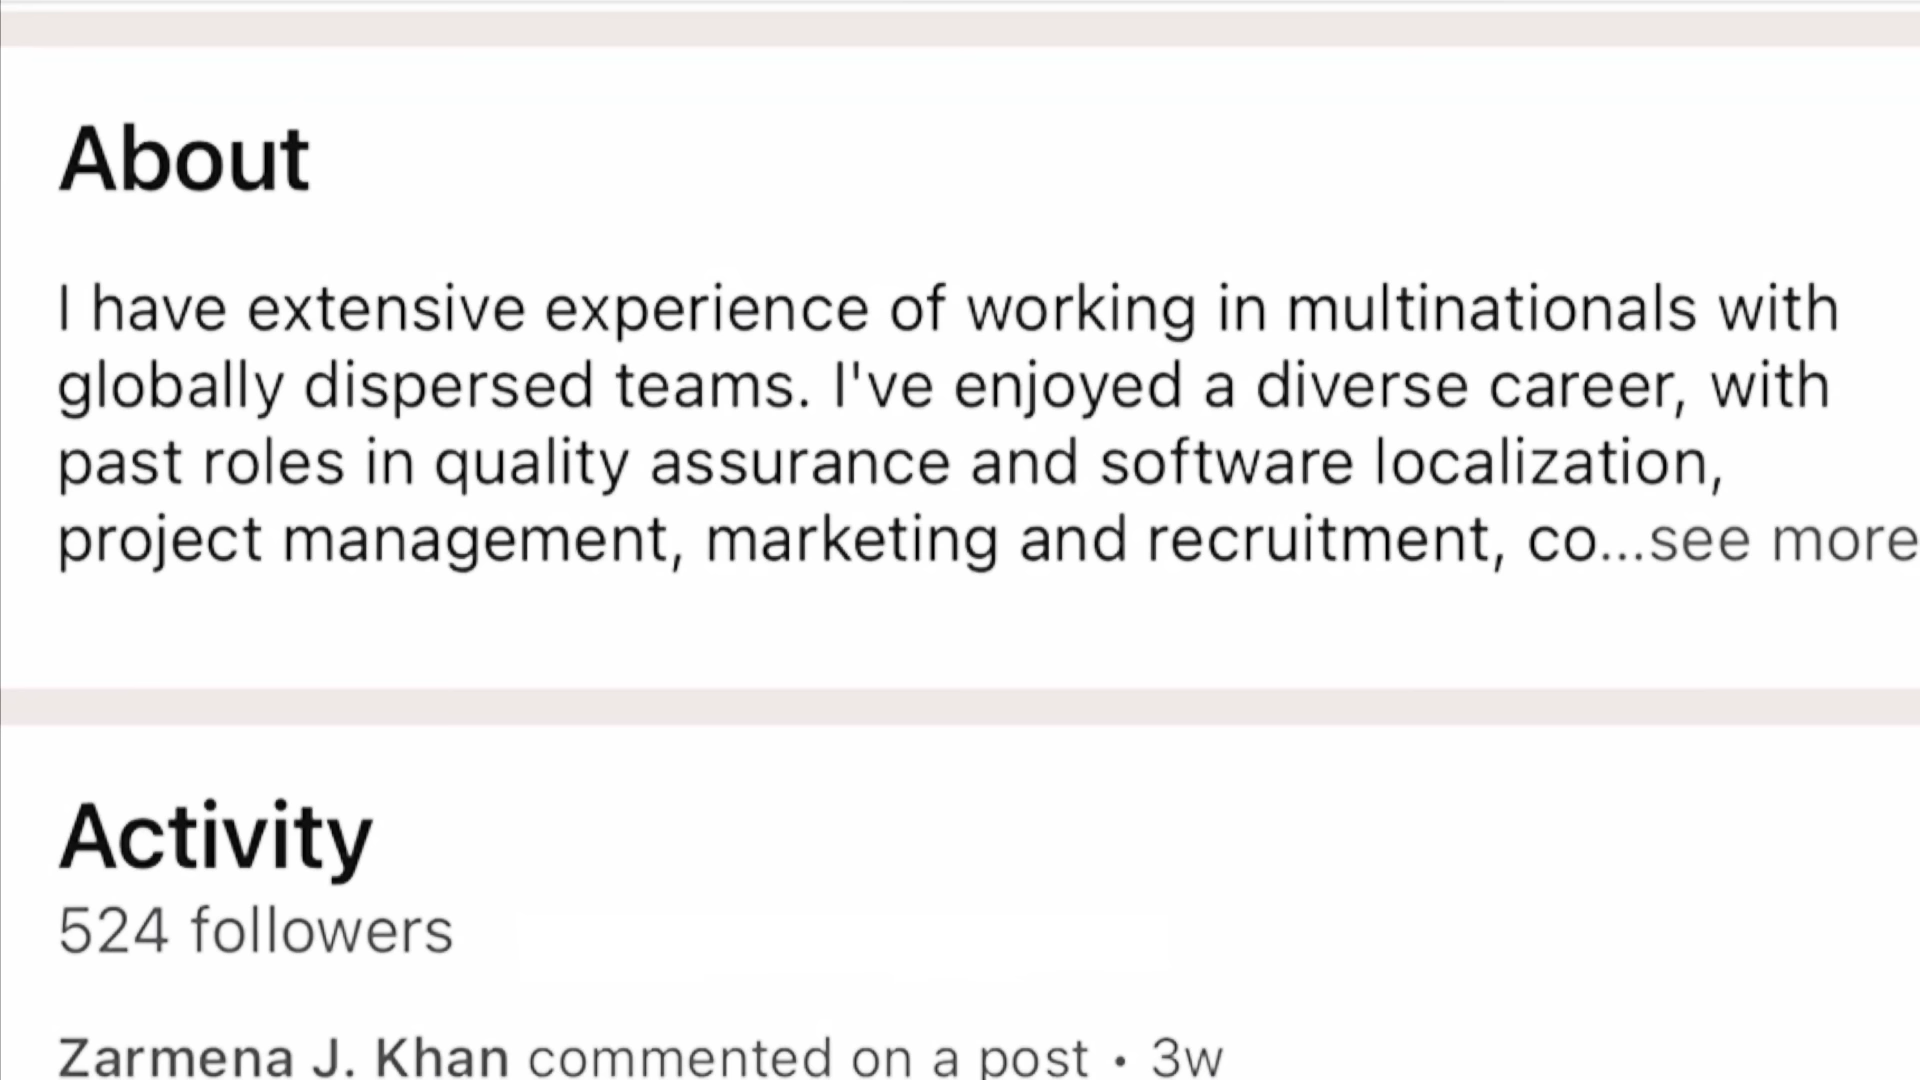 About
I have extensive experience of working in multinationals with
globally dispersed teams. I've enjoyed a diverse career, with
past roles in quality assurance and software localization,
project management, marketing and recruitment, co...see more
Activity
524 followers
Zarmena J. Khan commented on a post • 3w